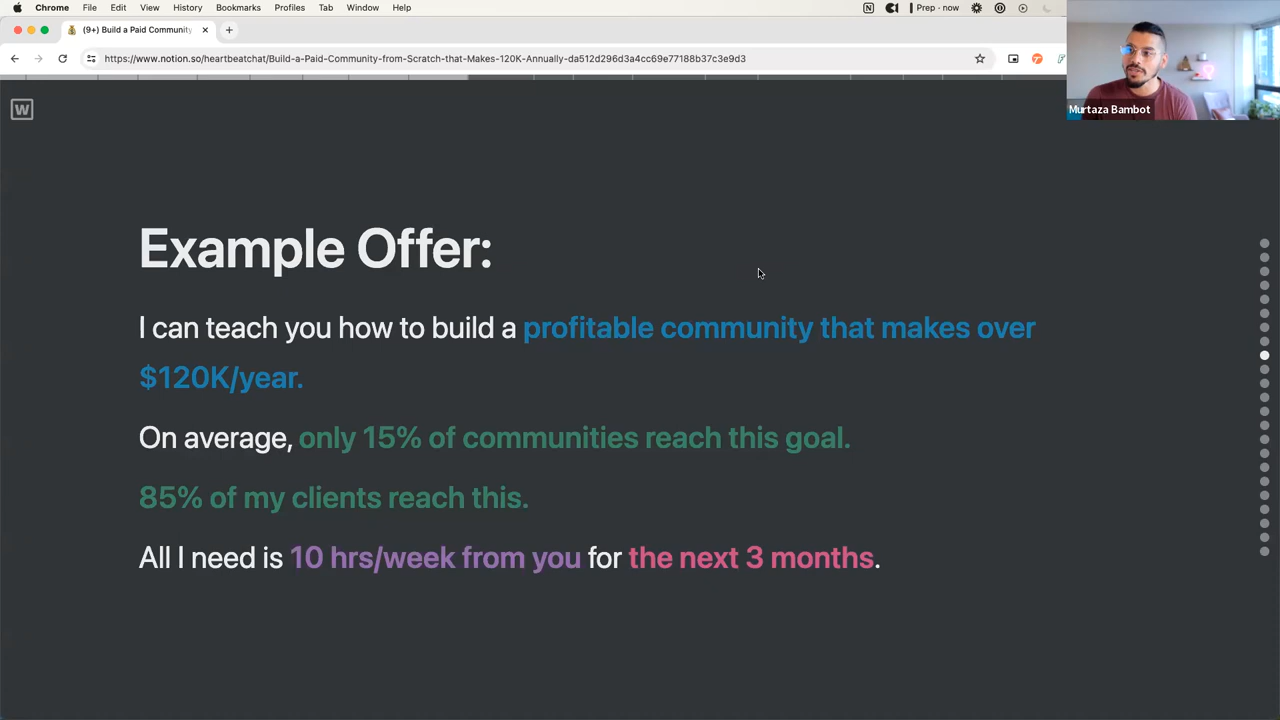 Chrome File Edit View History Bookmarks Profiles Tab Window Help
Prep · now
(9+) Build a Paid Community
https://www.notion.so/heartbeatchat/Build-a-Paid-Community-from-Scratch-that-Makes-120K-Annually-da512d296d3a4cc69e77188b37c3e9d3
Murtaza Bambot
W
Example Offer:
I can teach you how to build a profitable community that makes over
$120K/year.
On average, only 15% of communities reach this goal.
85% of my clients reach this.
All I need is 10 hrs/week from you for the next 3 months.